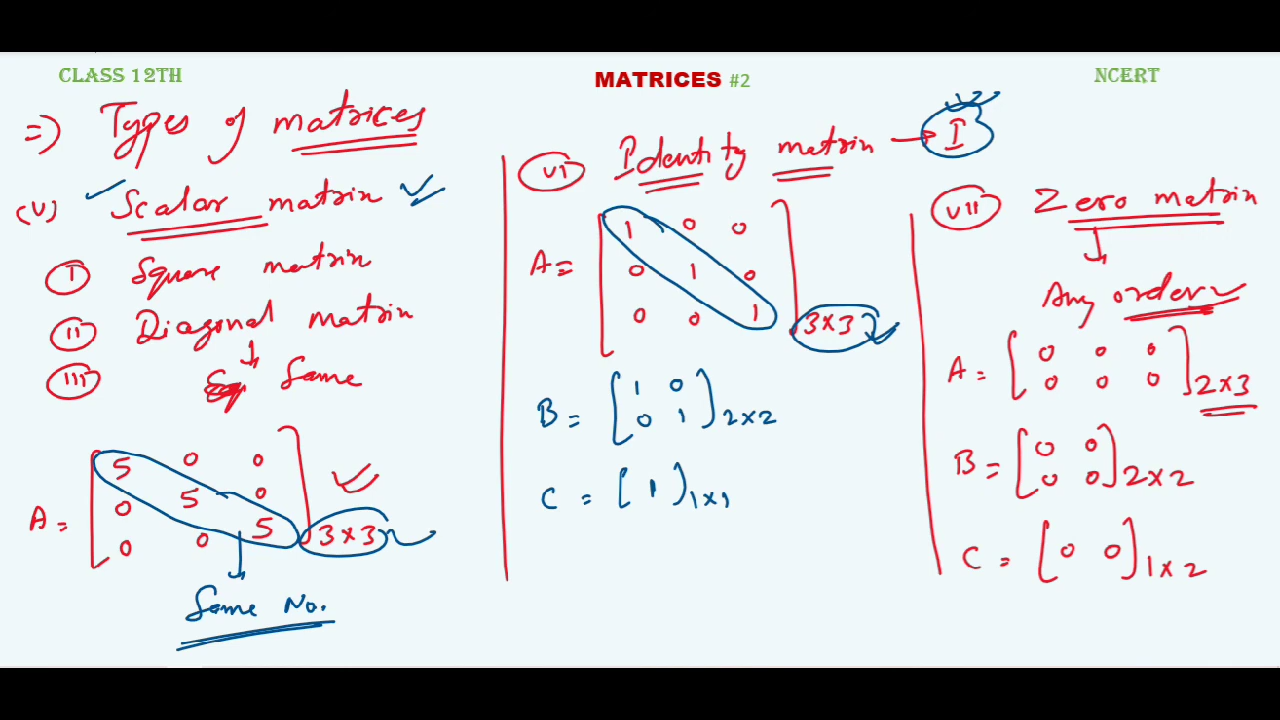 CLASS 12TH
MATRICES #2
NCERT
=) Types of matrices
(v) Scalar matrix
(I) Square matrix
(II) Diagonal matrix
(III) Same
A = [ 5 0 0
0 5 0
0 0 5 ] 3×3
Same No.
(VI) Identity matrix → I
A = [ 1 0 0
0 1 0
0 0 1 ] 3×3
B = [ 1 0
0 1 ] 2×2
C = [ 1 ] 1×1
(VII) Zero matrix
Any order
A = [ 0 0 0
0 0 0 ] 2×3
B = [ 0 0
0 0 ] 2×2
C = [ 0 0 ] 1×2